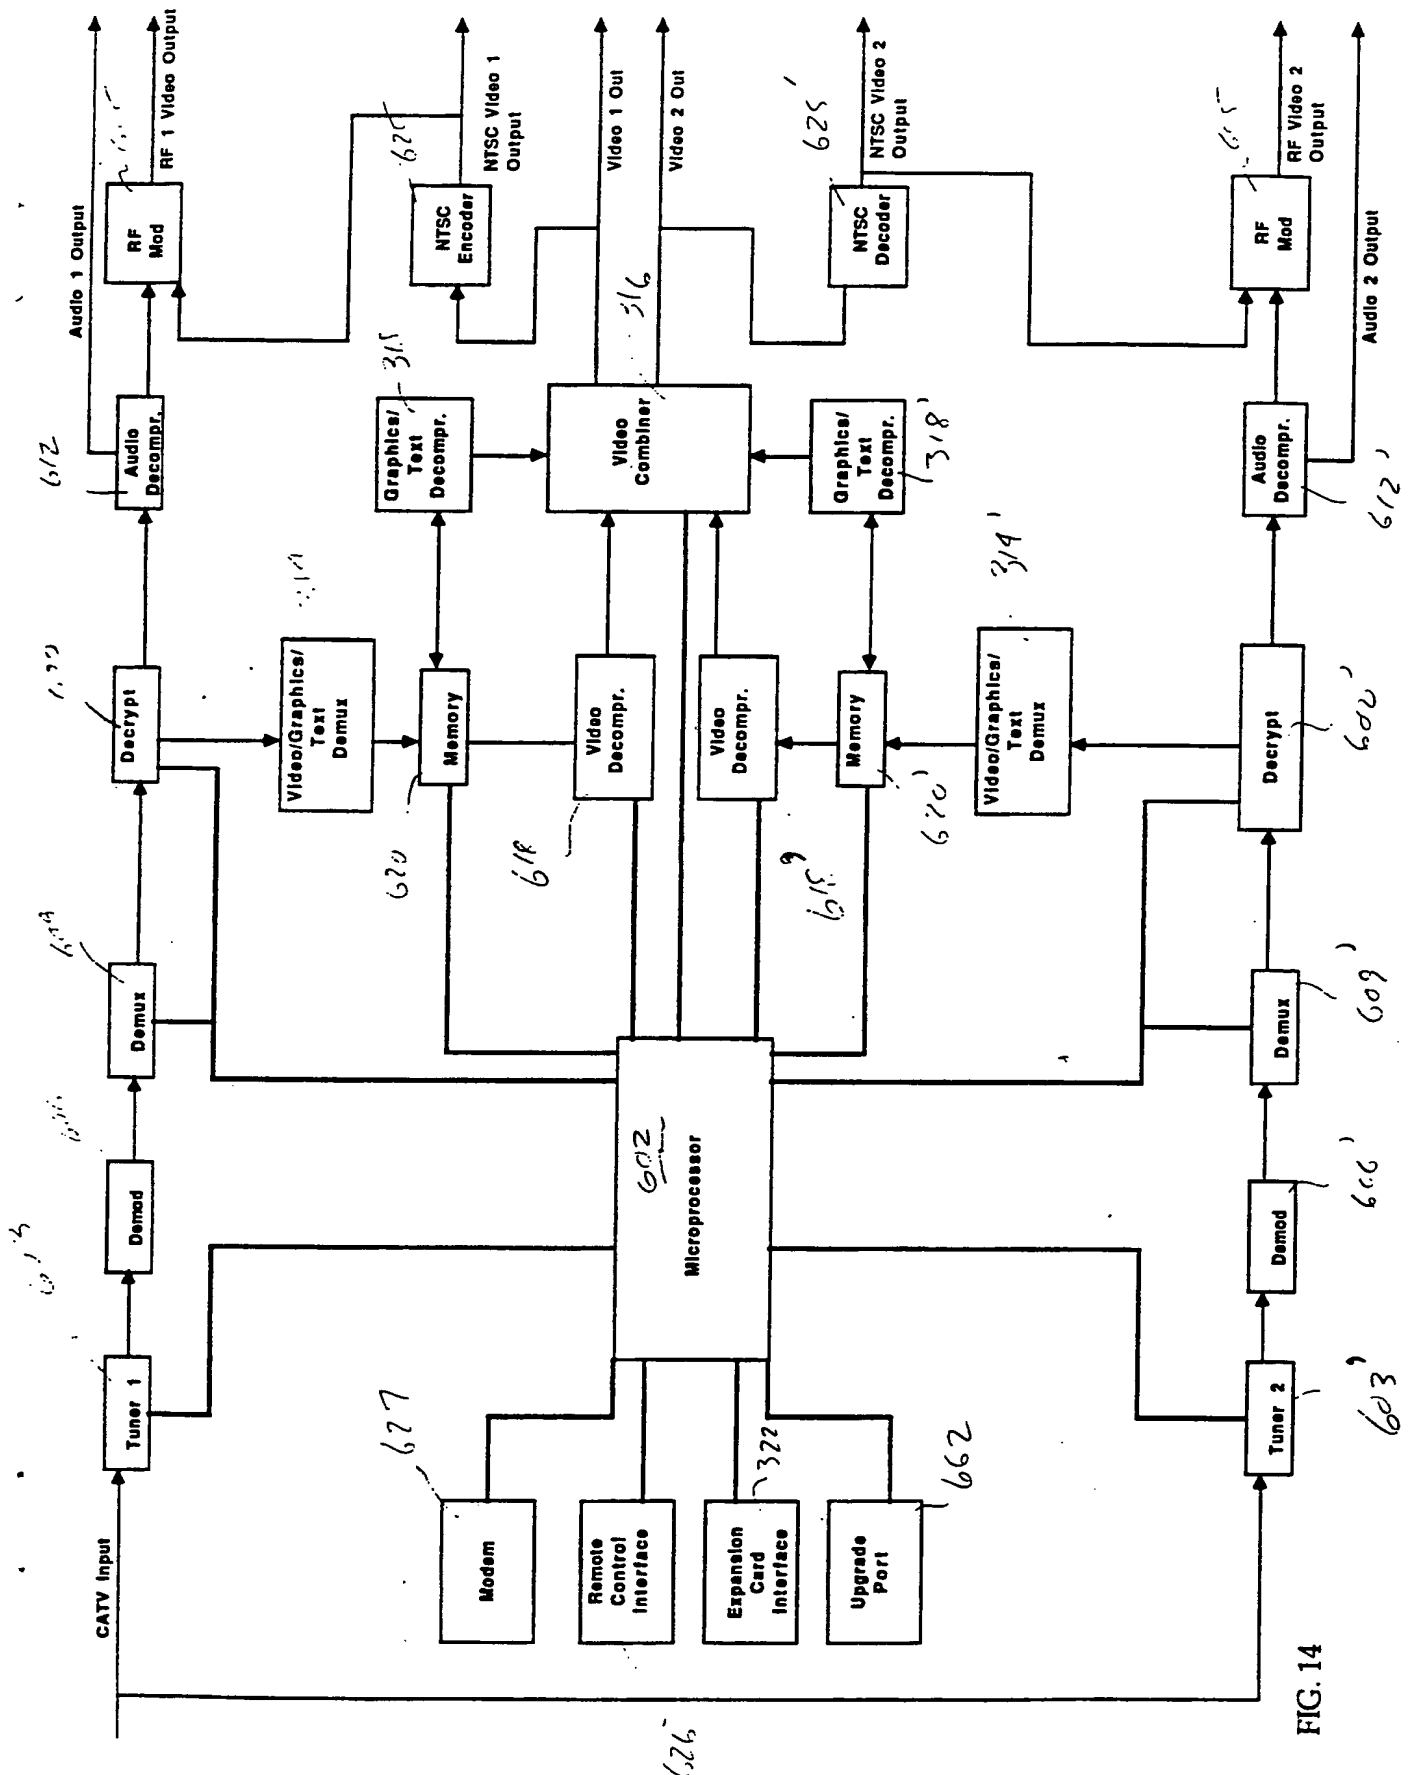 CATV Input
Tuner 1
Demod
Demux
Decrypt
Audio
Decompr.
612
RF
Mod
Audio 1 Output
RF 1 Video Output
Video/Graphics/
Text
Demux
Memory
620
Graphics/
Text
Decompr.
315
NTSC
Encoder
NTSC Video 1
Output
Modem
627
Remote
Control
Interface
Expansion
Card
Interface
322
Upgrade
Port
662
Microprocessor
602
Video
Decompr.
618
Video
Decompr.
Video
Combiner
316
Video 1 Out
Video 2 Out
Memory
620'
Graphics/
Text
Decompr.
318'
NTSC
Decoder
625'
NTSC Video 2
Output
Video/Graphics/
Text
Demux
314'
Tuner 2
603'
Demod
606'
Demux
609'
Decrypt
602'
Audio
Decompr.
612'
RF
Mod
RF Video 2
Output
Audio 2 Output
626
FIG. 14